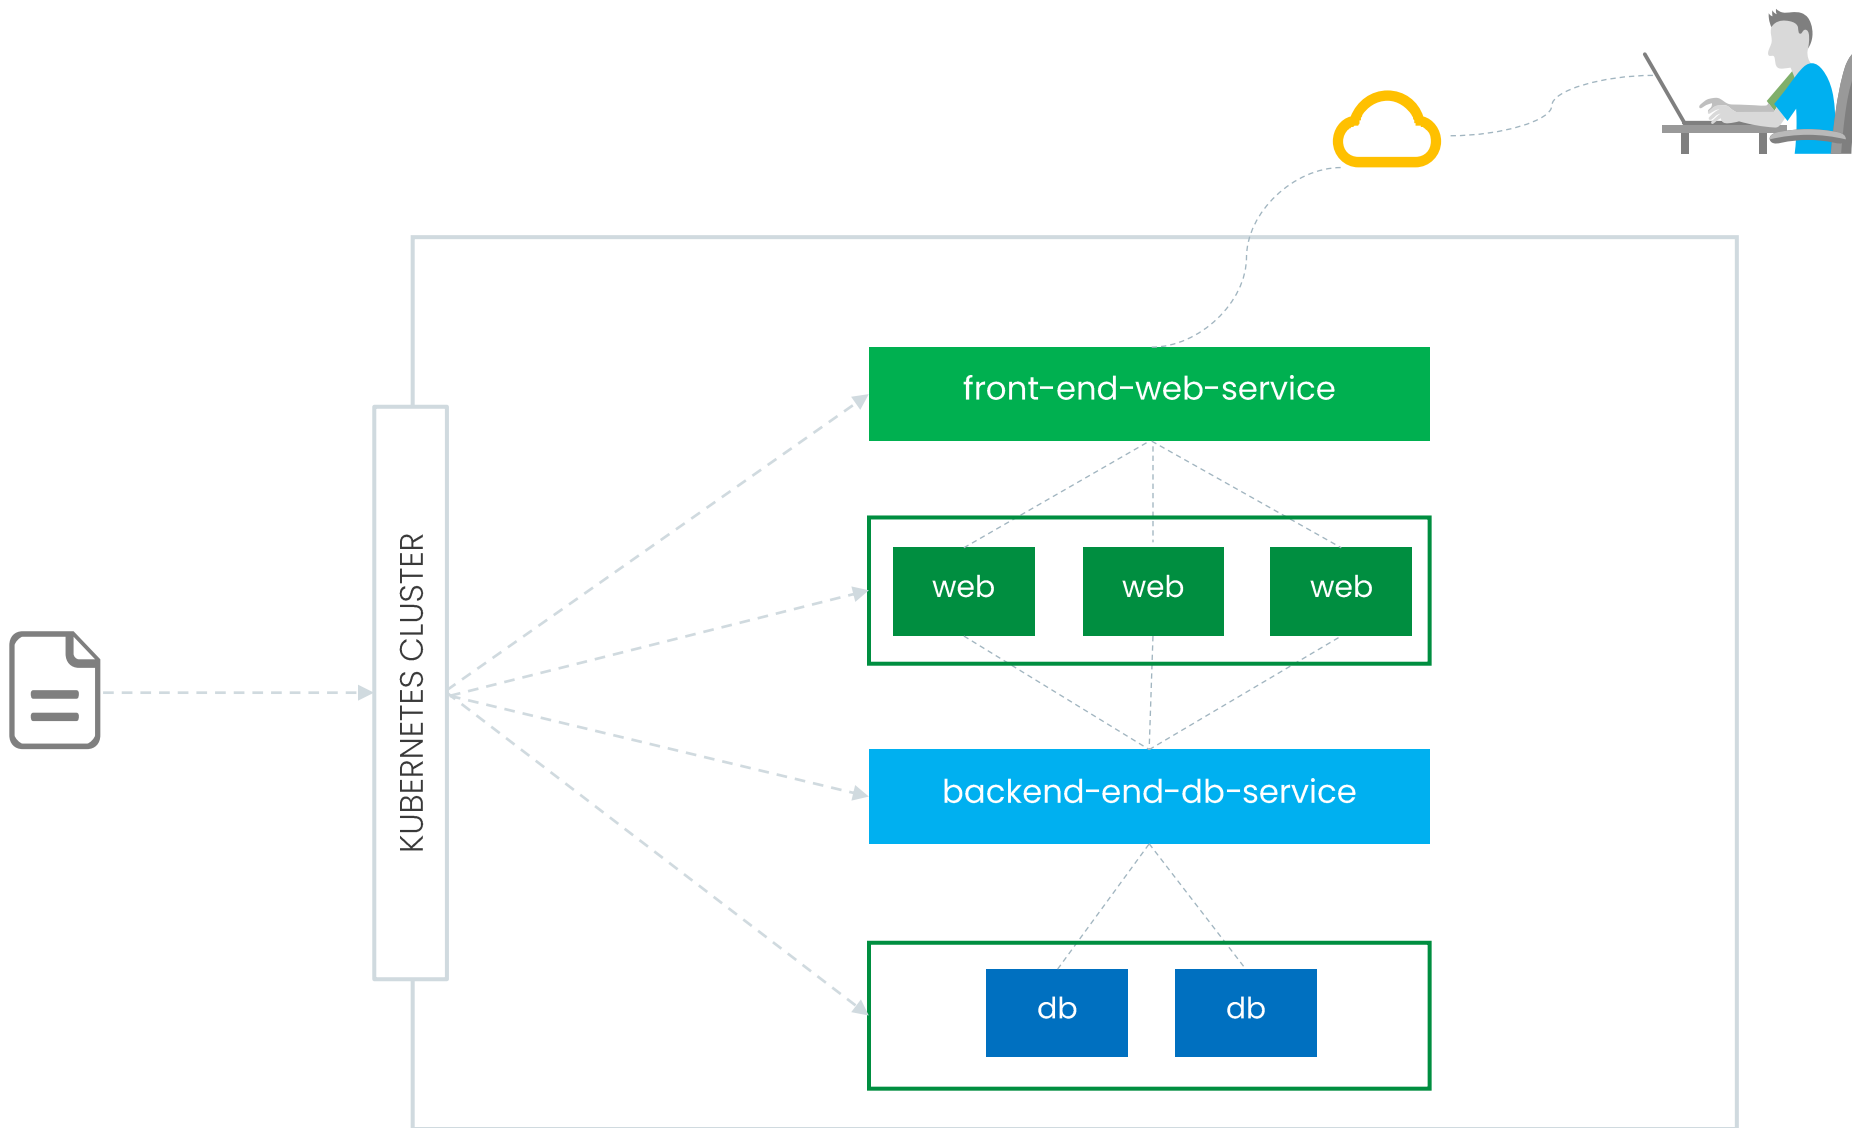 front-end-web-service
KUBERNETES CLUSTER
web web web
backend-end-db-service
db db